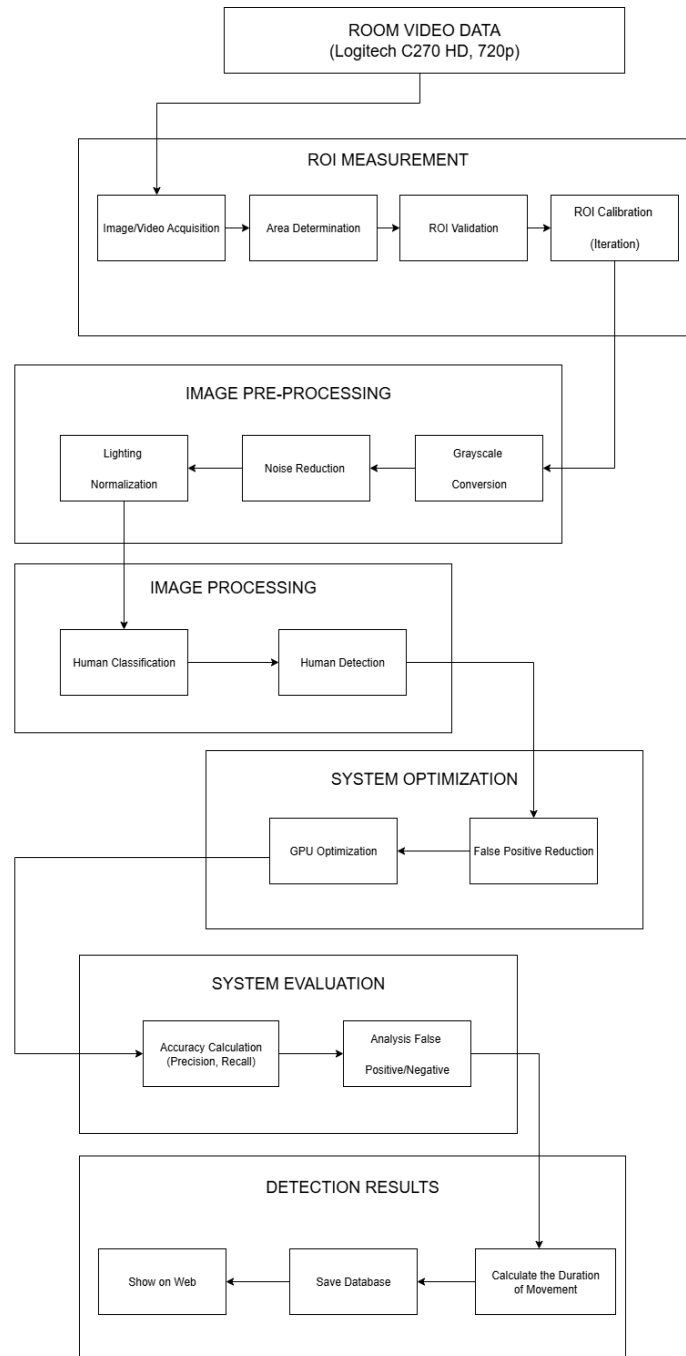 ROOM VIDEO DATA
(Logitech C270 HD, 720p)
ROI MEASUREMENT
Image/Video Acquisition
Area Determination
ROI Validation
ROI Calibration
(Iteration)
IMAGE PRE-PROCESSING
Lighting
Normalization
Noise Reduction
Grayscale
Conversion
IMAGE PROCESSING
Human Classification
Human Detection
SYSTEM OPTIMIZATION
GPU Optimization
False Positive Reduction
SYSTEM EVALUATION
Accuracy Calculation
(Precision, Recall)
Analysis False
Positive/Negative
DETECTION RESULTS
Show on Web
Save Database
Calculate the Duration
of Movement